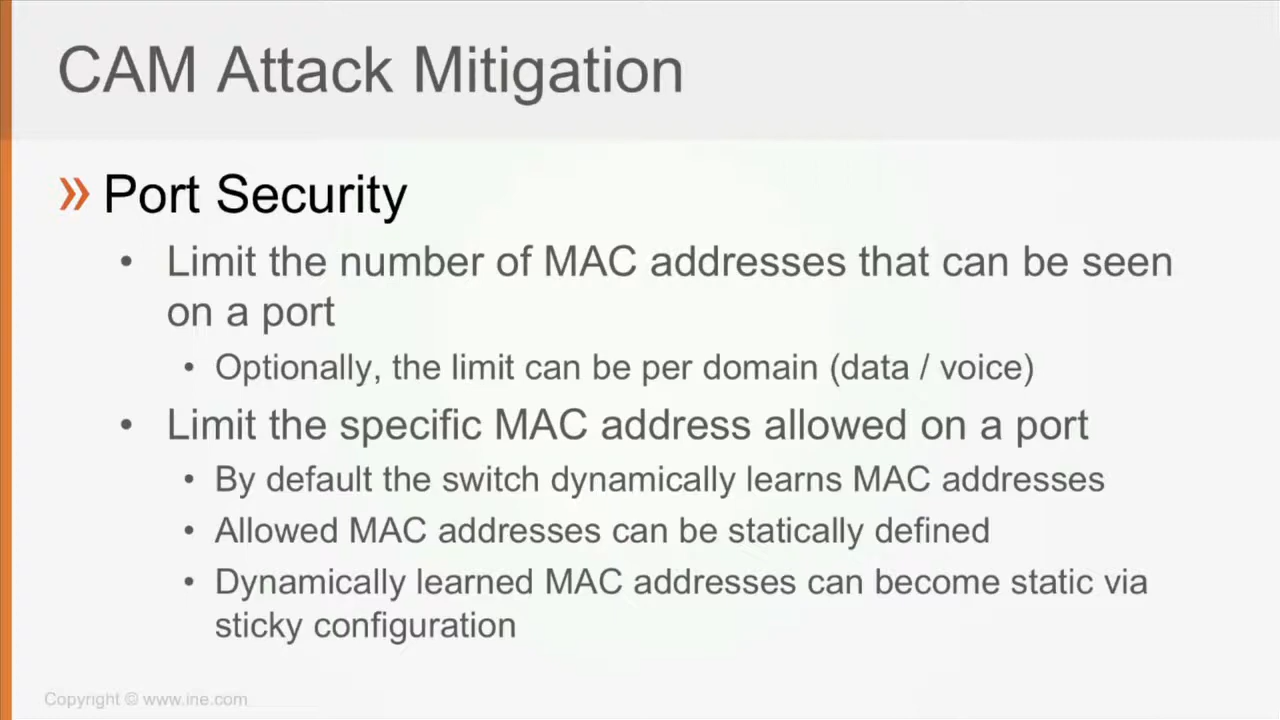 CAM Attack Mitigation
» Port Security
• Limit the number of MAC addresses that can be seen
on a port
• Optionally, the limit can be per domain (data / voice)
• Limit the specific MAC address allowed on a port
• By default the switch dynamically learns MAC addresses
• Allowed MAC addresses can be statically defined
• Dynamically learned MAC addresses can become static via
sticky configuration
Copyright © www.ine.com